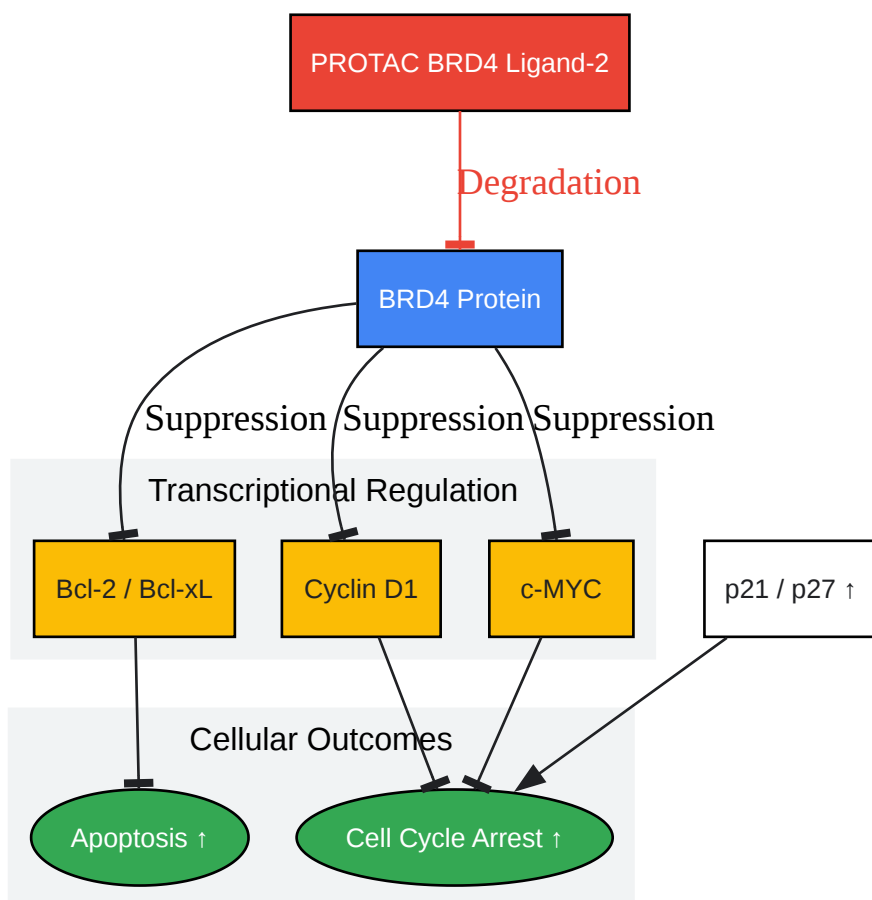 PROTAC BRD4 Ligand-2
Degradation
BRD4 Protein
Suppression
Suppression
Suppression
Transcriptional Regulation
Bcl-2 / Bcl-xL
Cyclin D1
c-MYC
p21 / p27 ↑
Cellular Outcomes
Apoptosis ↑
Cell Cycle Arrest ↑